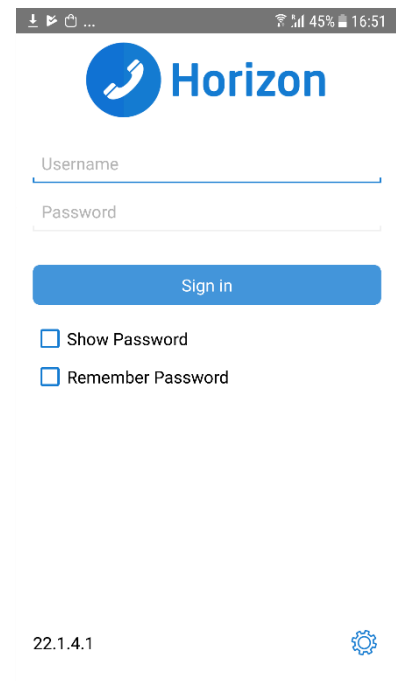 ... 45% 16:51
Horizon
Username
Password
Sign in
Show Password
Remember Password
22.1.4.1